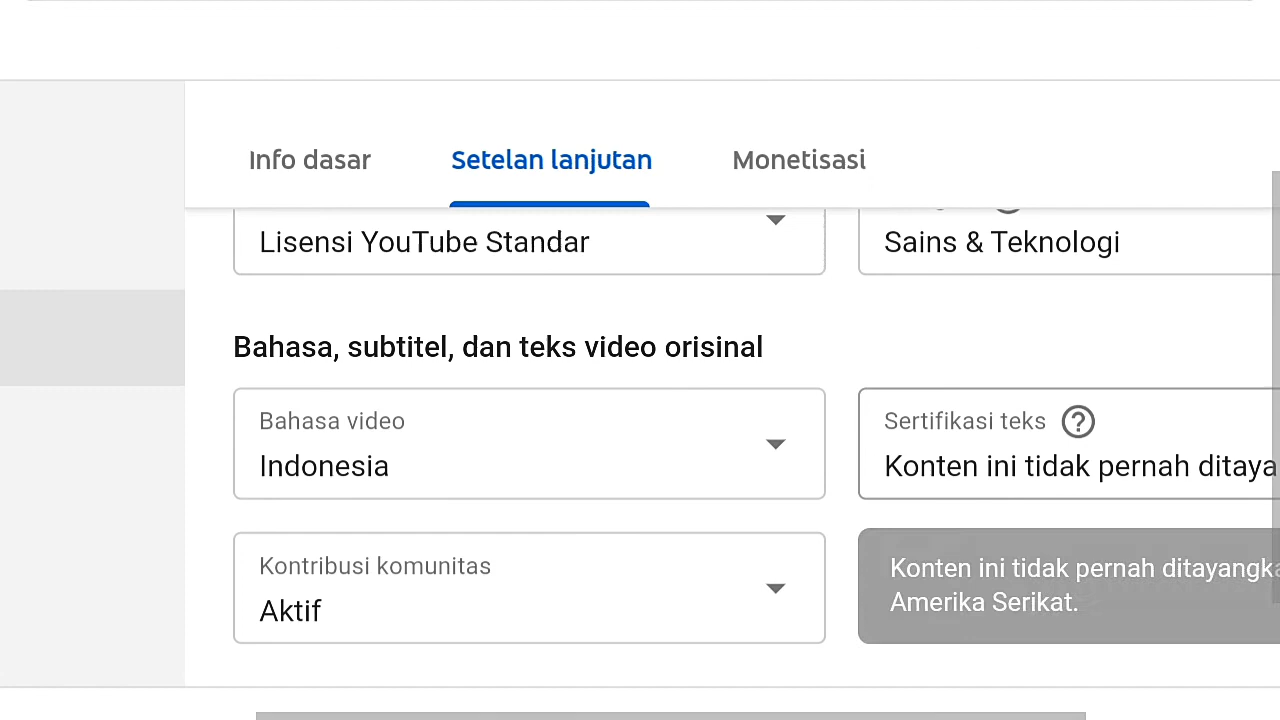 Info dasar
Setelan lanjutan
Monetisasi
Lisensi YouTube Standar
Sains & Teknologi
Bahasa, subtitel, dan teks video orisinal
Bahasa video
Indonesia
Sertifikasi teks ?
Konten ini tidak pernah ditaya
Kontribusi komunitas
Aktif
Konten ini tidak pernah ditayangka
Amerika Serikat.